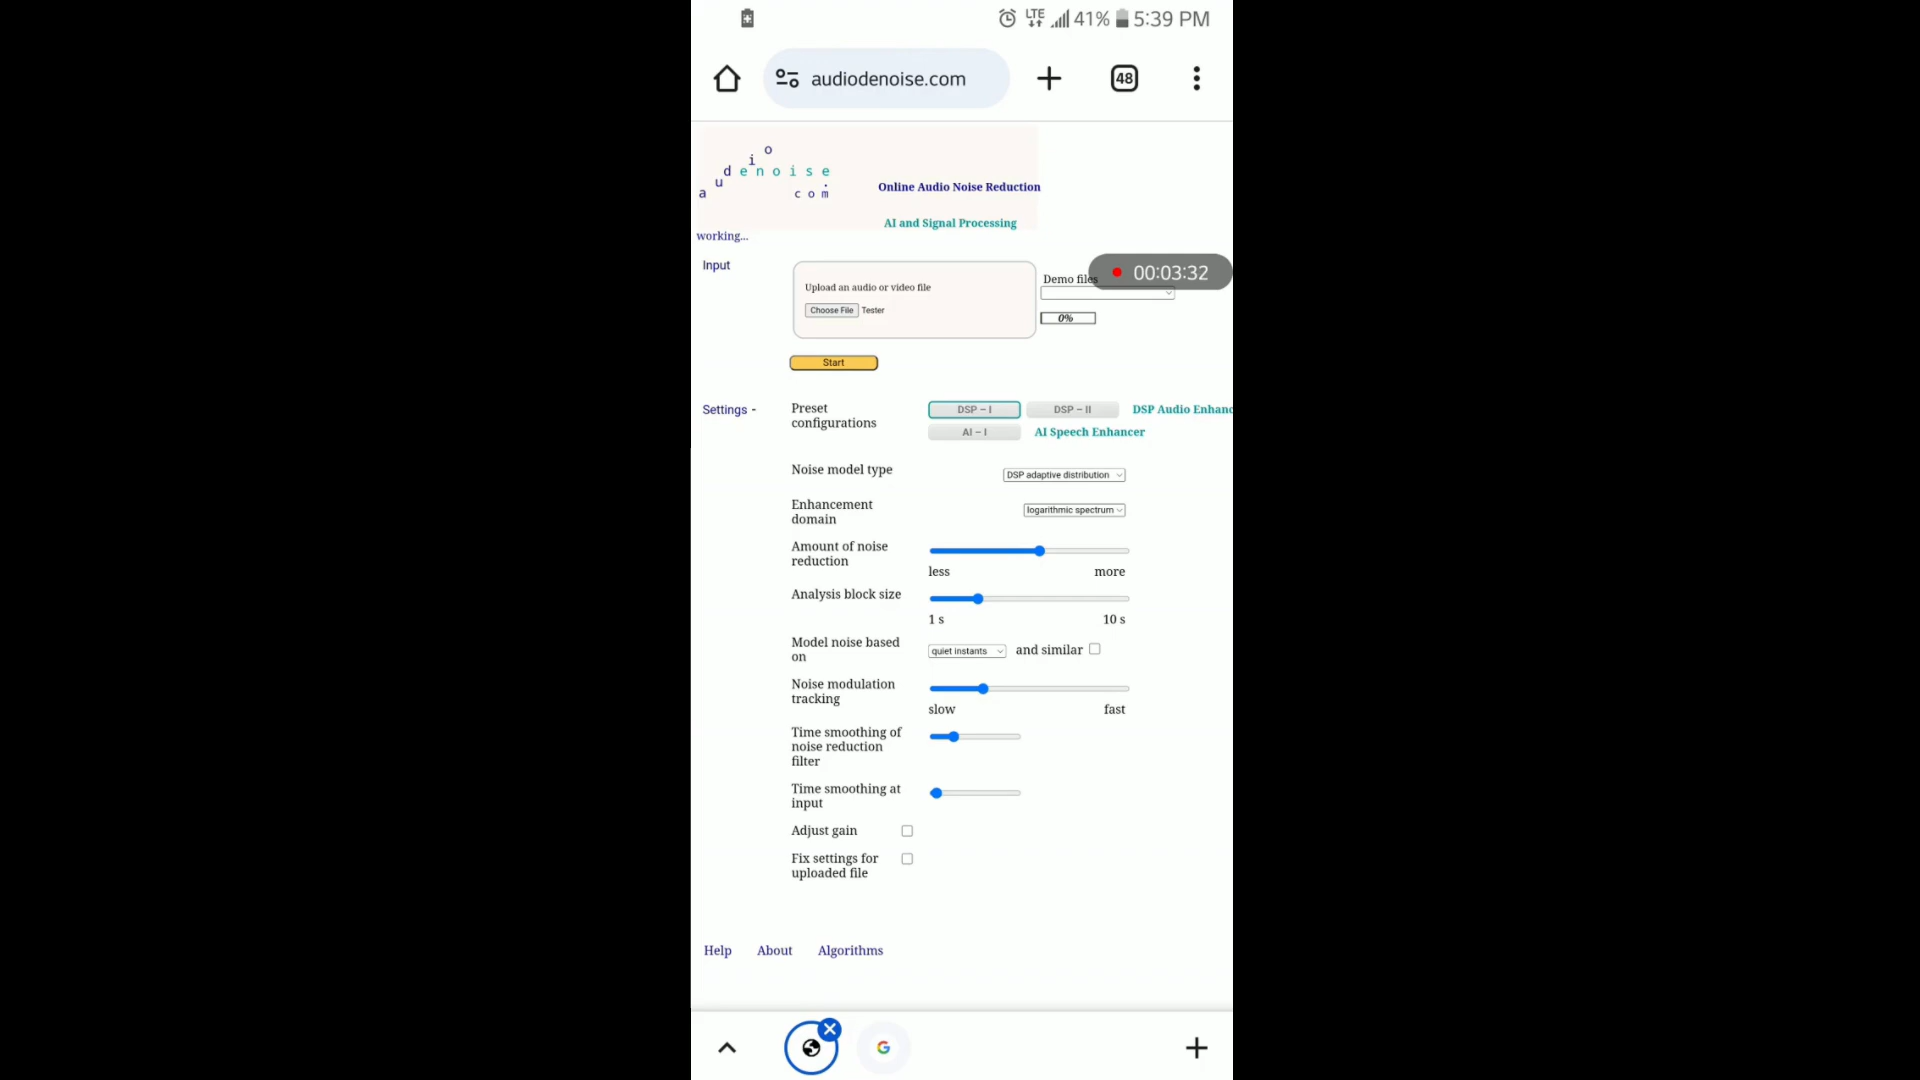 LTE 41% 5:39 PM
audiodenoise.com
48
audiodenoise.com
Online Audio Noise Reduction
AI and Signal Processing
working...
Input
Upload an audio or video file
Choose File Tester
Demo files
00:03:32
0%
Start
Settings -
Preset configurations
DSP – I
DSP – II
DSP Audio Enhanc
AI – I
AI Speech Enhancer
Noise model type
DSP adaptive distribution
Enhancement domain
logarithmic spectrum
Amount of noise reduction
less more
Analysis block size
1 s 10 s
Model noise based on
quiet instants
and similar
Noise modulation tracking
slow fast
Time smoothing of noise reduction filter
Time smoothing at input
Adjust gain
Fix settings for uploaded file
Help About Algorithms
G